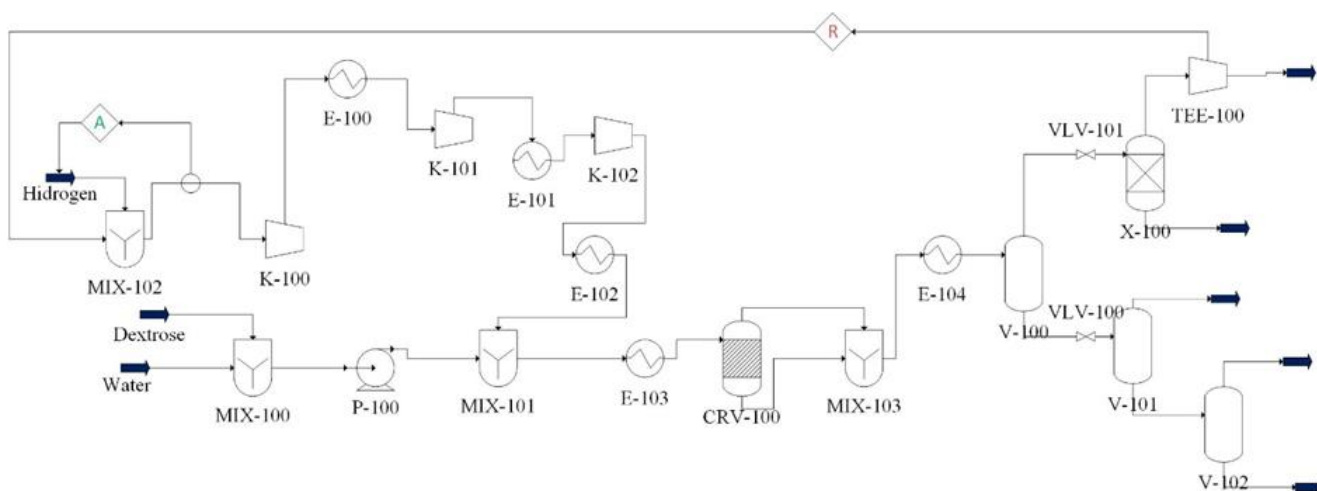 R
A
E-100
K-101
VLV-101
TEE-100
Hidrogen
E-101
K-102
X-100
MIX-102
K-100
E-102
E-104
V-100
VLV-100
Dextrose
Water
MIX-100
P-100
MIX-101
E-103
CRV-100
MIX-103
V-101
V-102